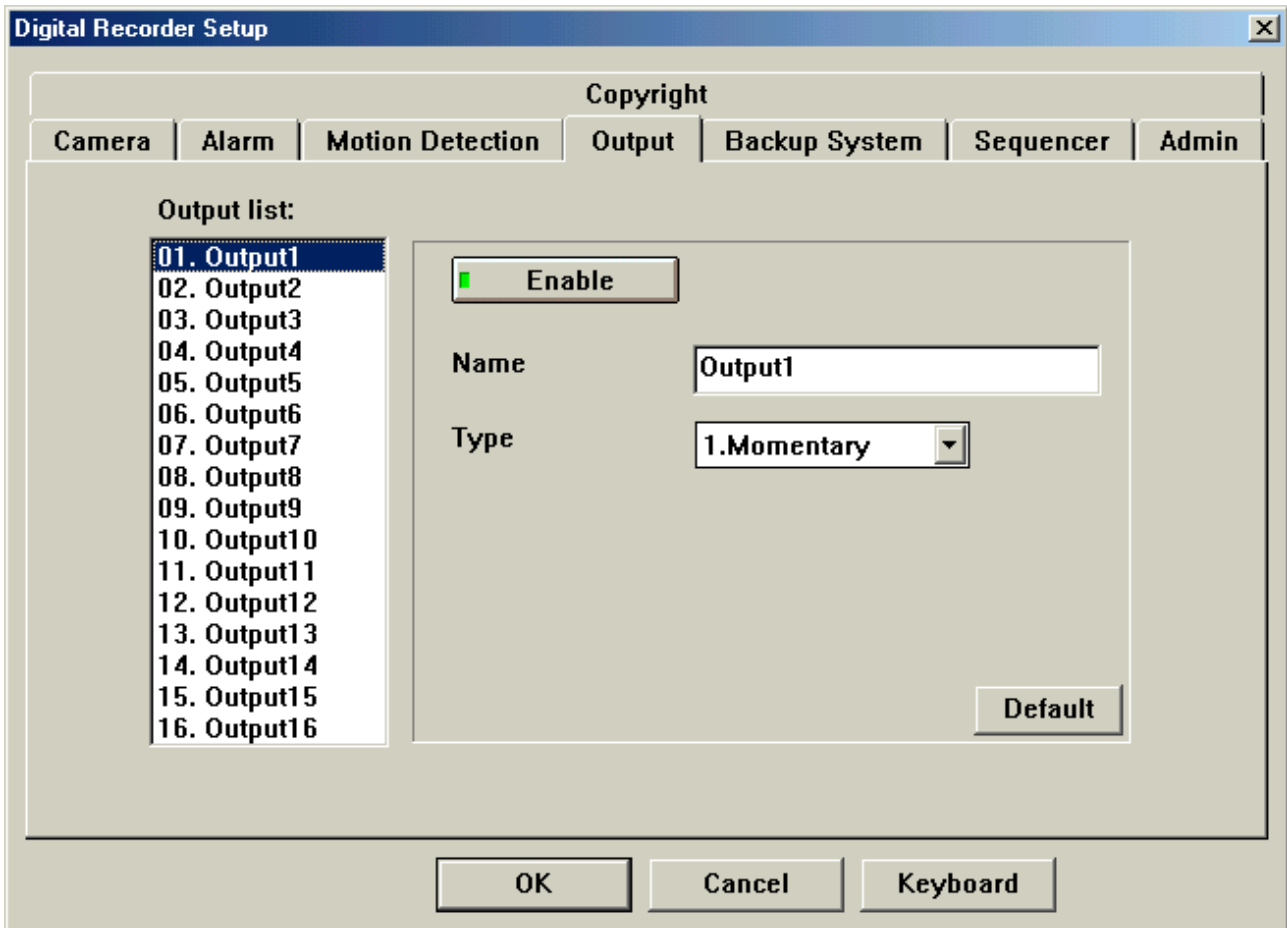 Digital Recorder Setup
Copyright
Camera Alarm Motion Detection Output Backup System Sequencer Admin
Output list:
01. Output1
02. Output2
03. Output3
04. Output4
05. Output5
06. Output6
07. Output7
08. Output8
09. Output9
10. Output10
11. Output11
12. Output12
13. Output13
14. Output14
15. Output15
16. Output16
Enable
Name Output1
Type 1.Momentary
Default
OK Cancel Keyboard